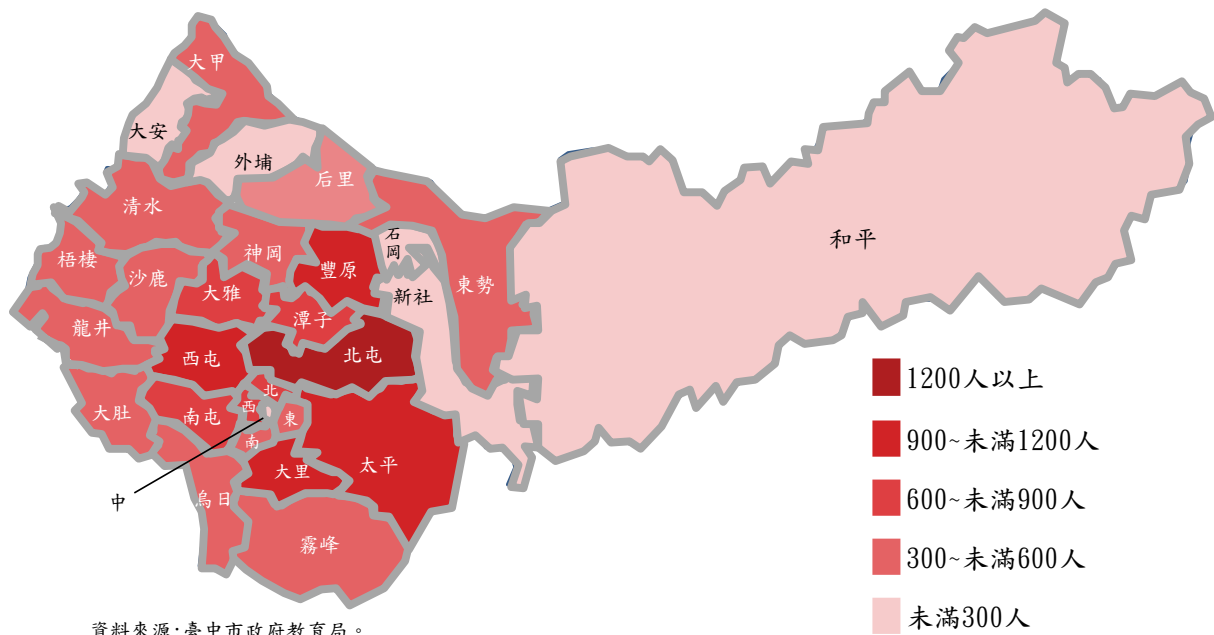 大甲
大安
外埔
后里
清水
石岡
和平
神岡
梧棲
豐原
沙鹿
東勢
大雅
新社
潭子
龍井
西屯
北屯
北
西
大肚
南屯
東
南
太平
大里
中
烏日
霧峰
1200人以上
900~未滿1200人
600~未滿900人
300~未滿600人
未滿300人
資料來源:臺中市政府教育局。